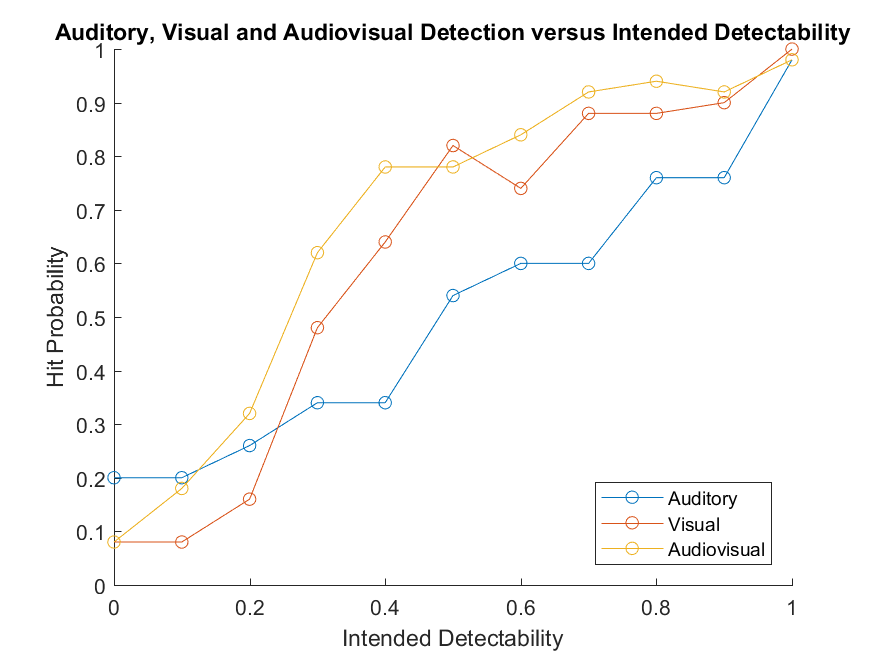 Auditory, Visual and Audiovisual Detection versus Intended Detectability
1
0.9
0.8
0.7
0.6
0.5
0.4
0.3
0.2
0.1
0
Hit Probability
0 0.2 0.4 0.6 0.8 1
Intended Detectability
Auditory
Visual
Audiovisual